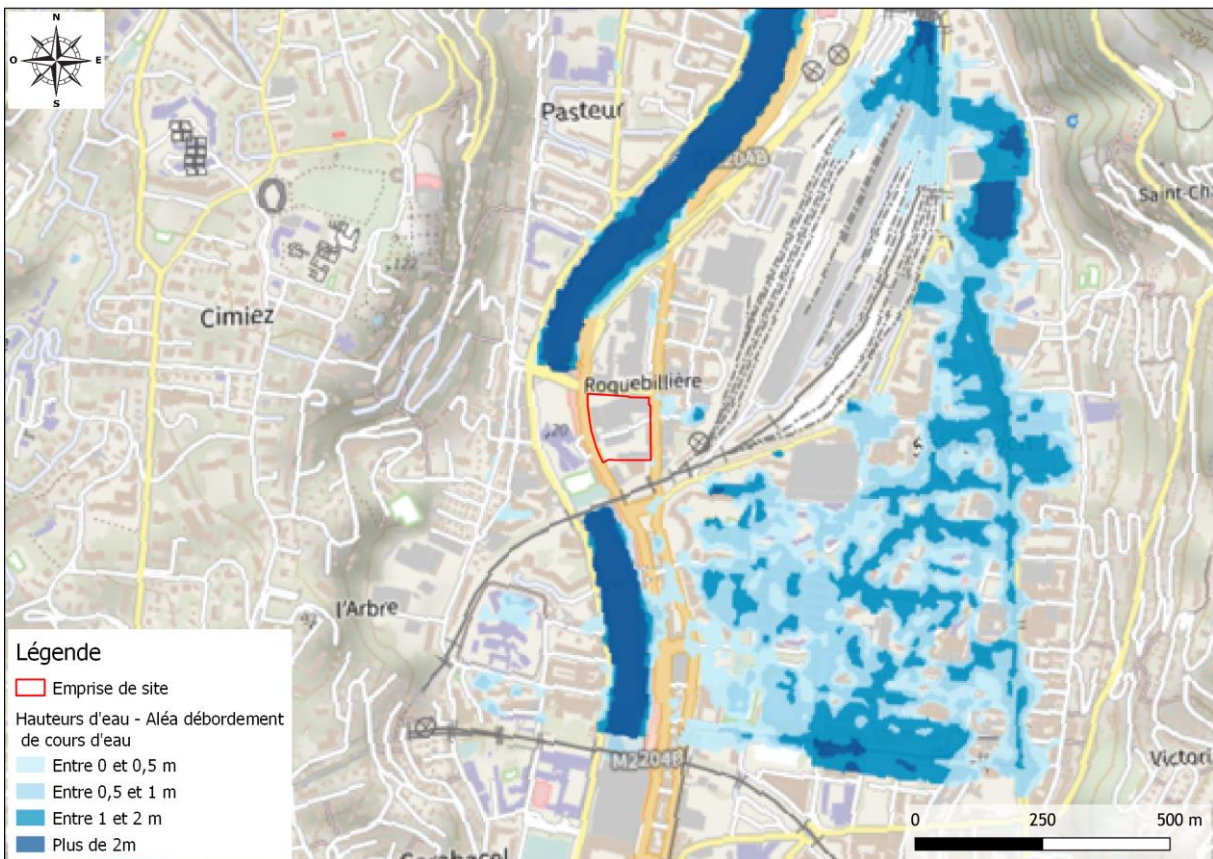 N
O
E
S
Pasteur
M2204B
Saint-Ch
122
Cimiez
Roquebillière
20
l'Arbre
Légende
Emprise de site
Hauteurs d'eau - Aléa débordement
de cours d'eau
Entre 0 et 0,5 m
Entre 0,5 et 1 m
Entre 1 et 2 m
Plus de 2m
M2204B
Victori
Carabacel
0
250
500 m